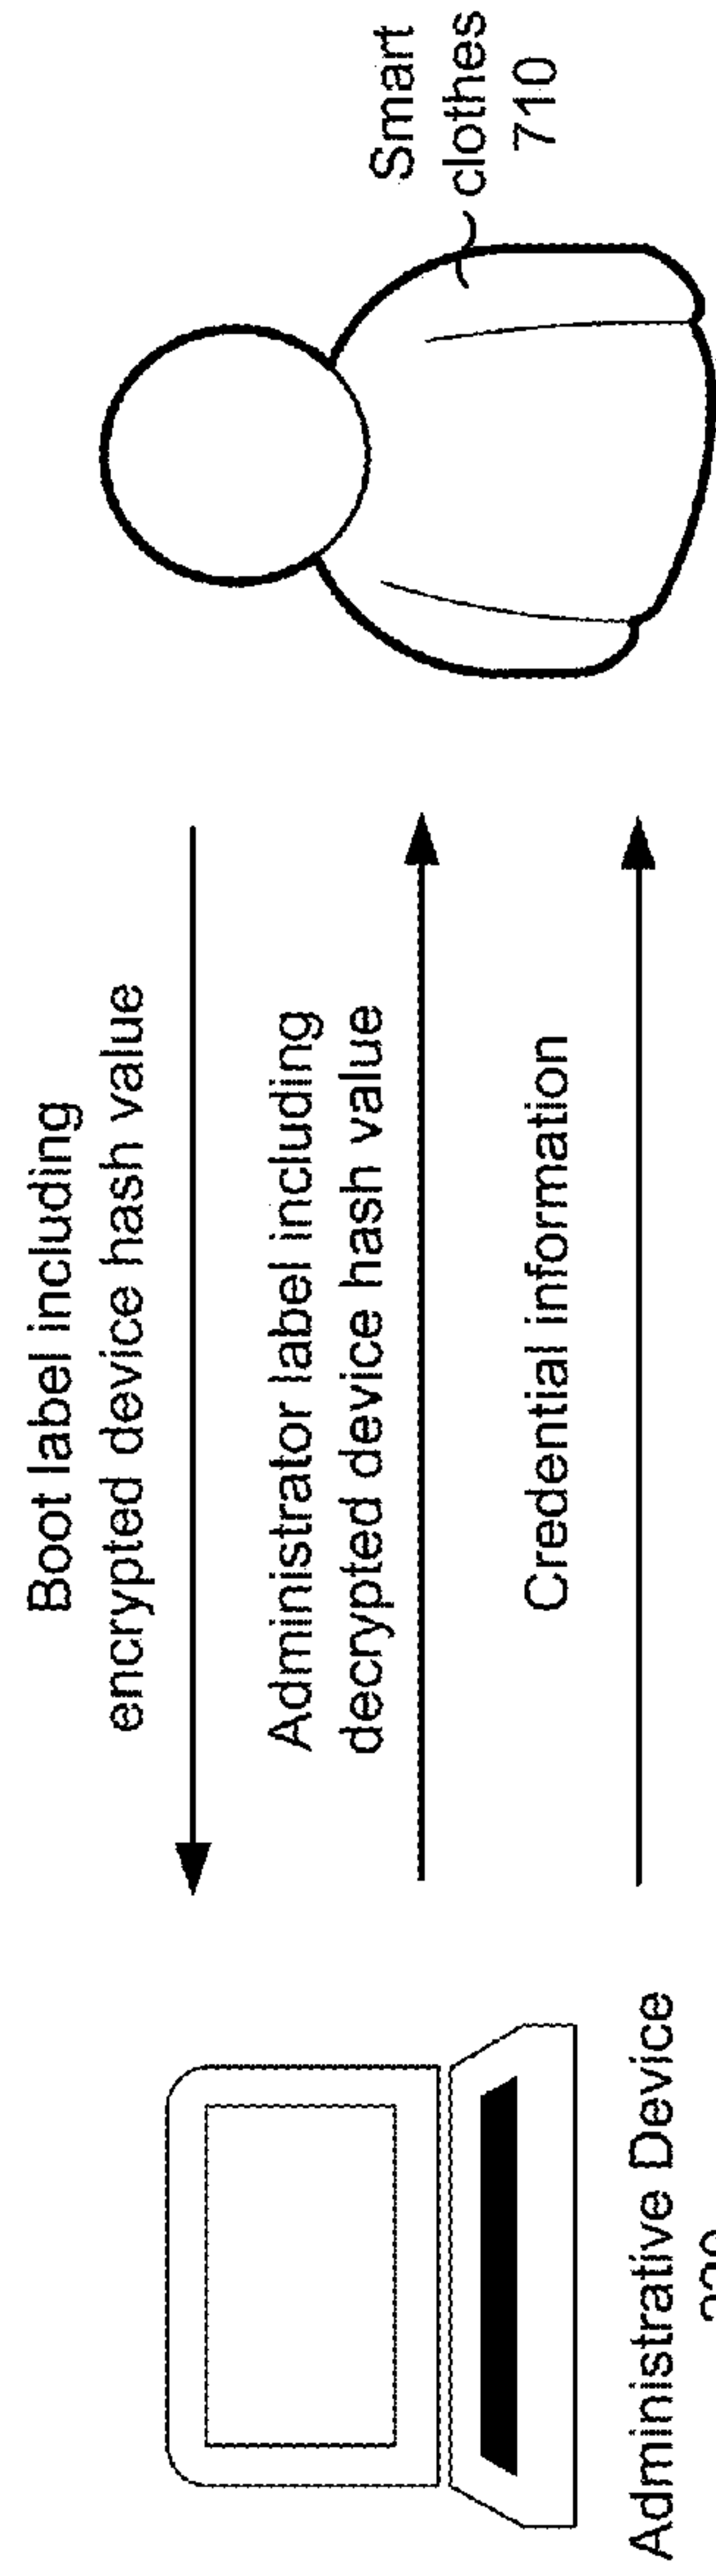 Boot label including
encrypted device hash value
Administrator label including
decrypted device hash value
Credential information
Smart
clothes
710
Administrative Device